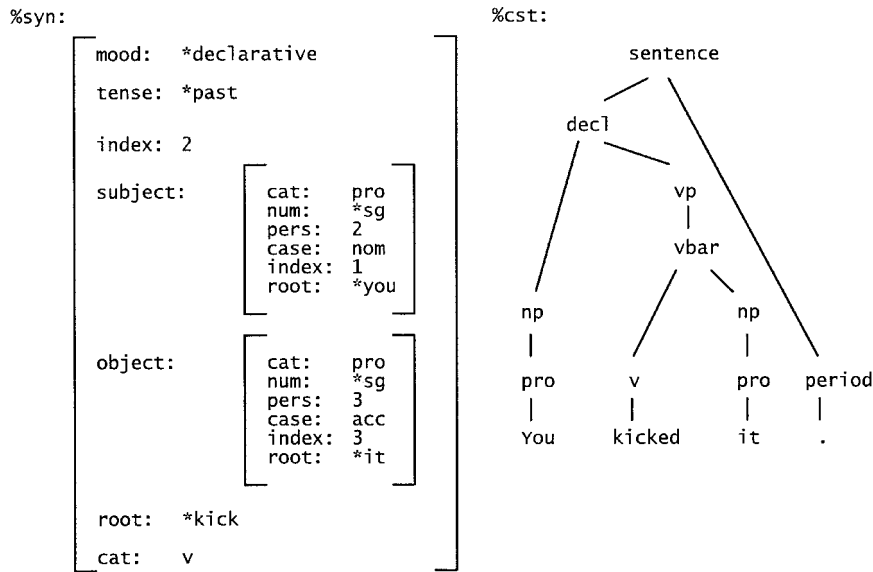 %syn:
mood: *declarative
tense: *past
index: 2
subject:
cat: pro
num: *sg
pers: 2
case: nom
index: 1
root: *you
object:
cat: pro
num: *sg
pers: 3
case: acc
index: 3
root: *it
root: *kick
cat: v
%cst:
sentence
decl
vp
vbar
np np
pro v pro period
You kicked it .